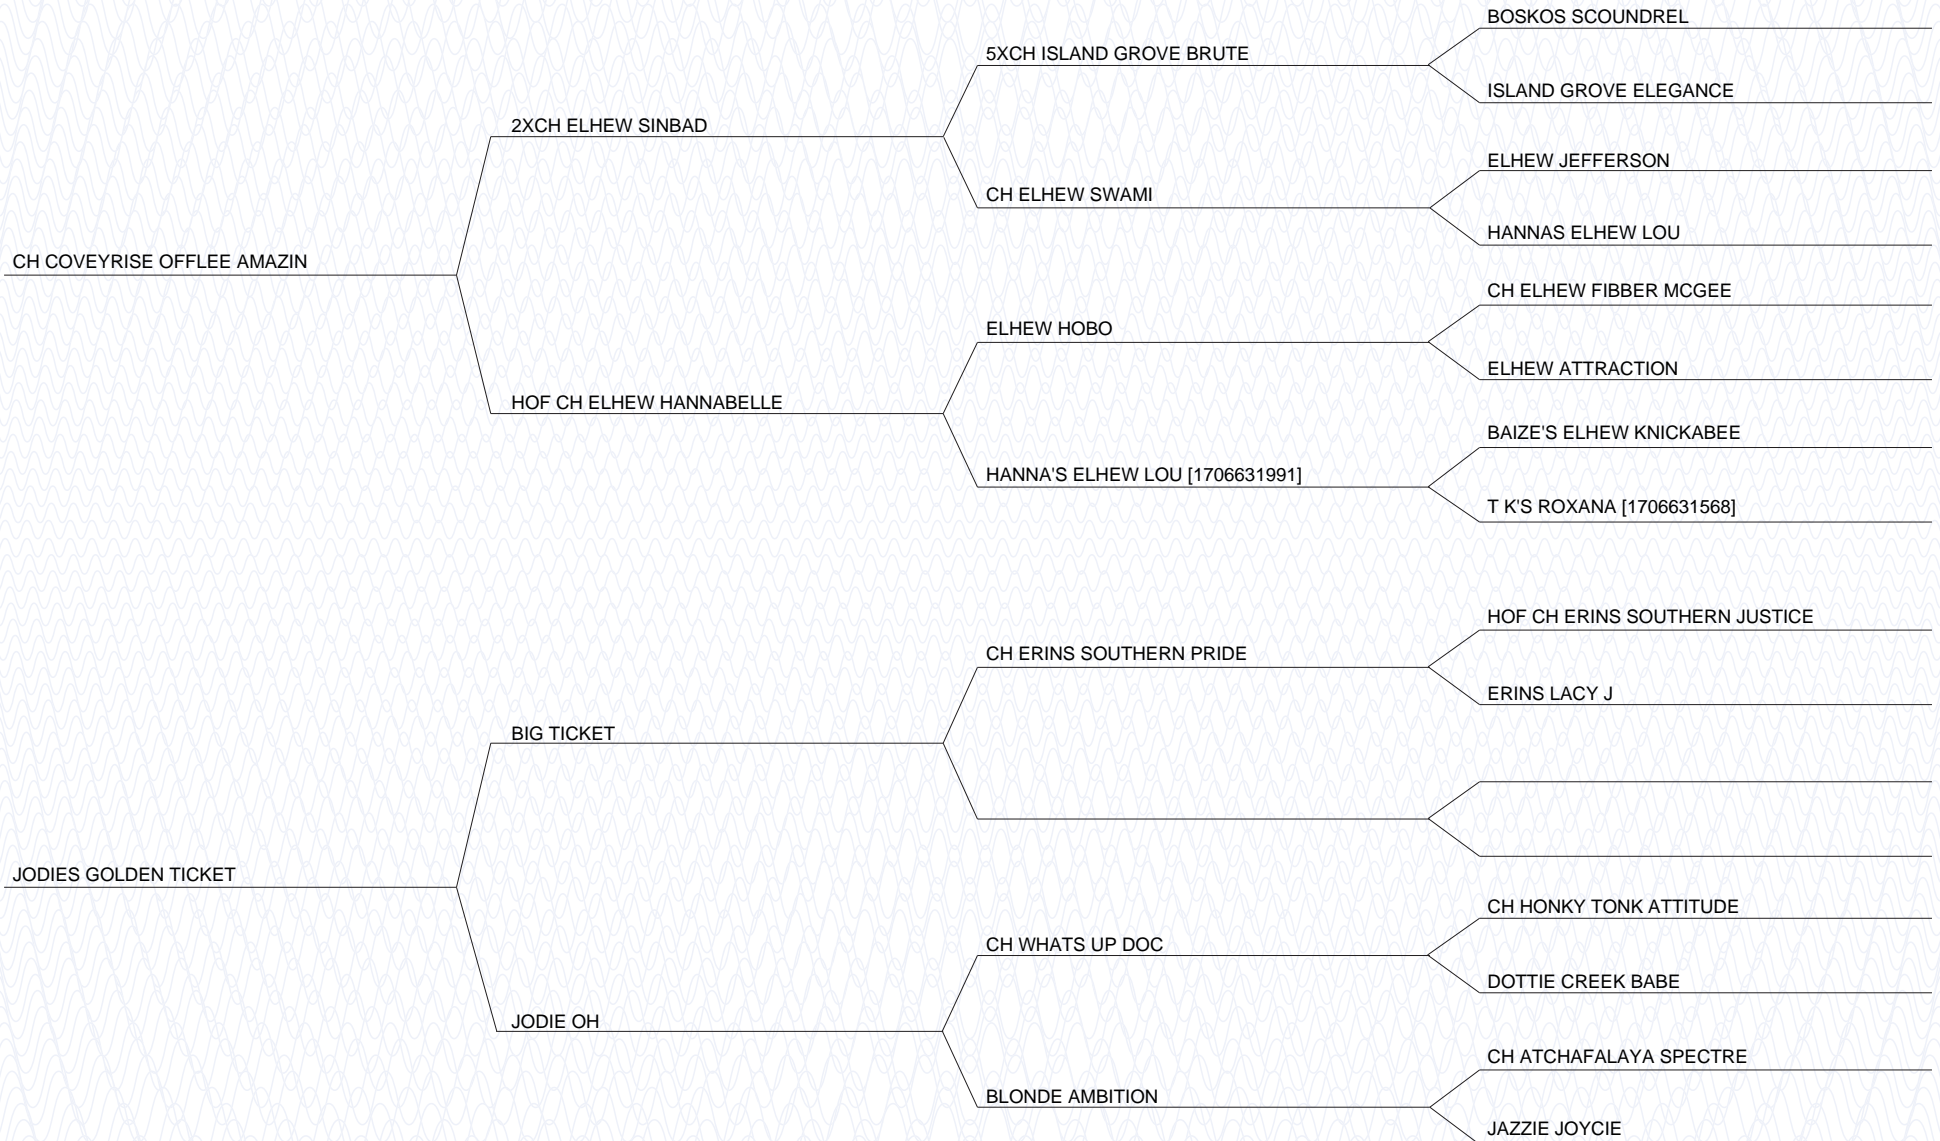 BOSKOS SCOUNDREL
5XCH ISLAND GROVE BRUTE
ISLAND GROVE ELEGANCE
2XCH ELHEW SINBAD
ELHEW JEFFERSON
CH ELHEW SWAMI
HANNAS ELHEW LOU
CH COVEYRISE OFFLEE AMAZIN
CH ELHEW FIBBER MCGEE
ELHEW HOBO
ELHEW ATTRACTION
HOF CH ELHEW HANNABELLE
BAIZE'S ELHEW KNICKABEE
HANNA'S ELHEW LOU [1706631991]
T K'S ROXANA [1706631568]
HOF CH ERINS SOUTHERN JUSTICE
CH ERINS SOUTHERN PRIDE
ERINS LACY J
BIG TICKET
JODIES GOLDEN TICKET
CH HONKY TONK ATTITUDE
CH WHATS UP DOC
DOTTIE CREEK BABE
JODIE OH
CH ATCHAFALAYA SPECTRE
BLONDE AMBITION
JAZZIE JOYCIE